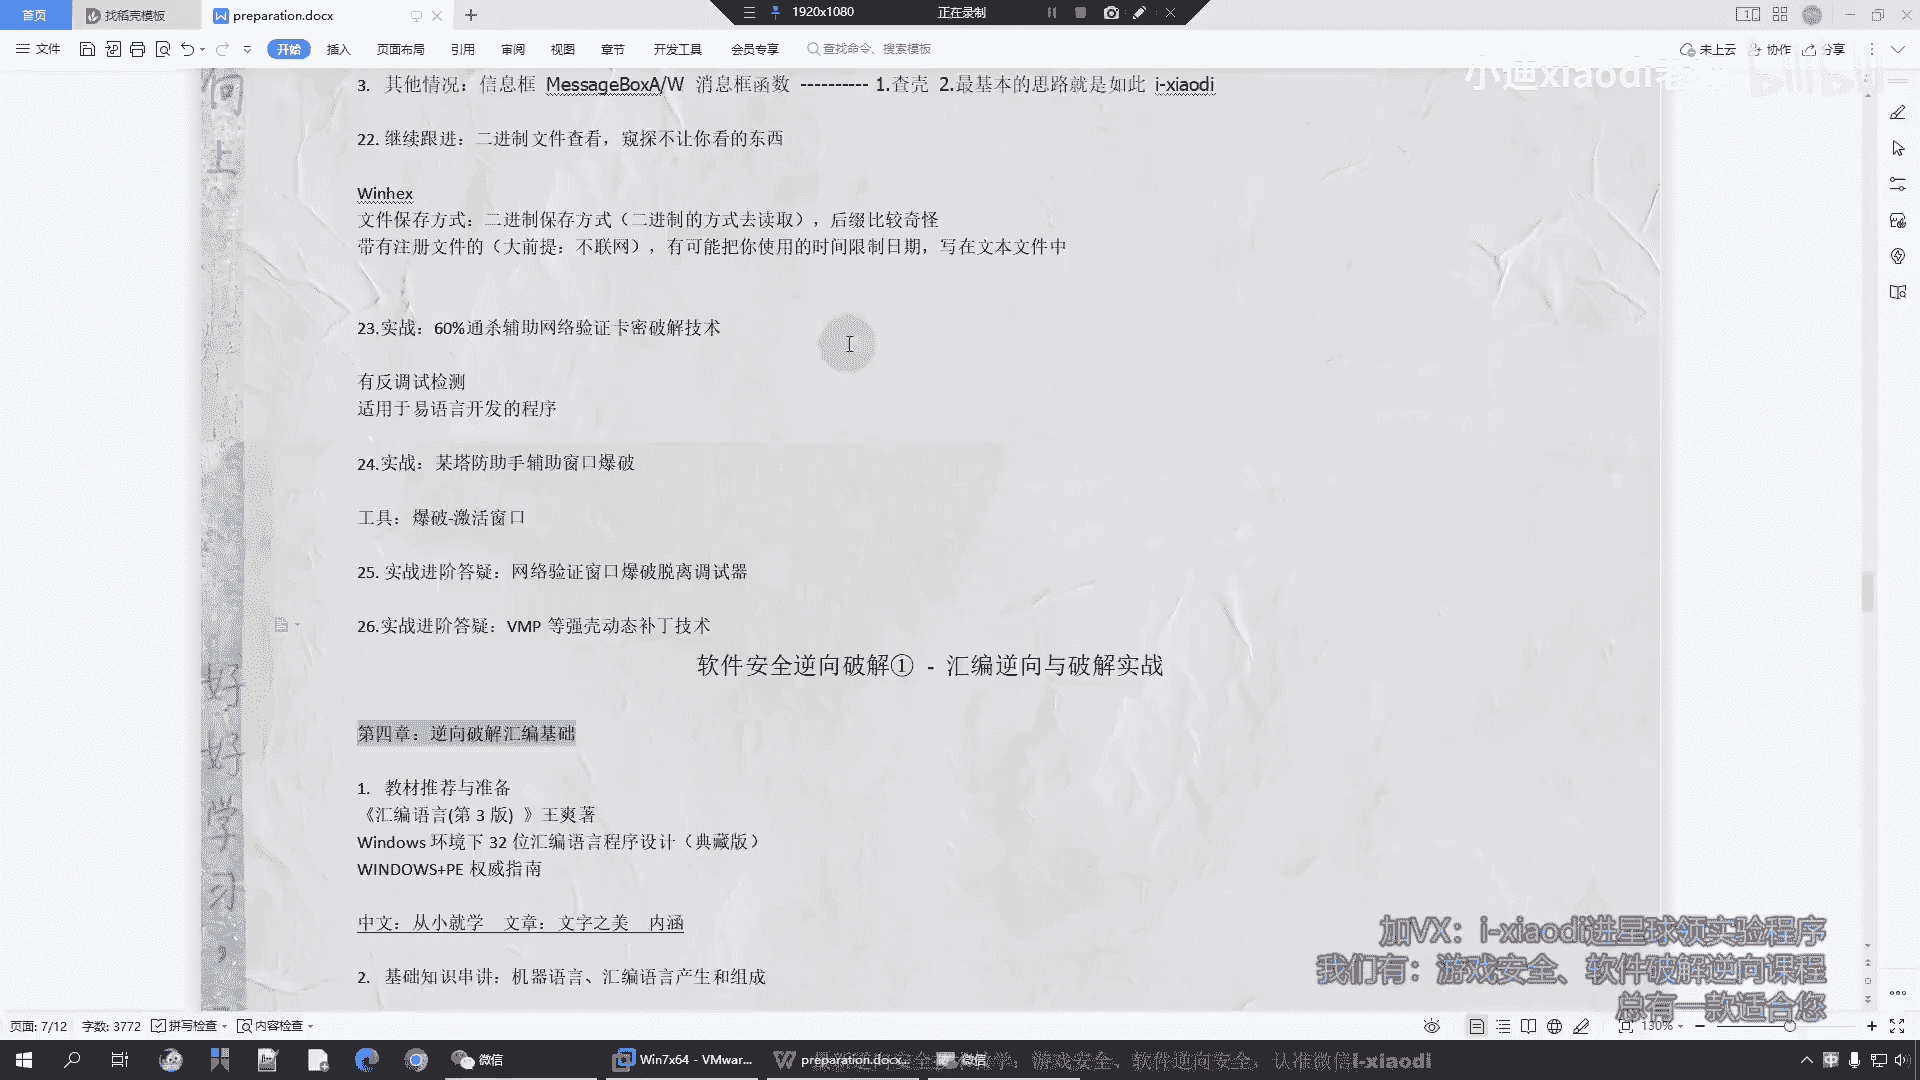 首页
找稻壳模板
preparation.docx
1920x1080
正在录制
文件
开始
插入
页面布局
引用
审阅
视图
章节
开发工具
会员专享
查找命令、搜索模板
未上云
协作
分享
小迪xiaodi老
bilibili
3. 其他情况：信息框 MessageBoxA/W 消息框函数 ---------- 1.查壳 2.最基本的思路就是如此 i-xiaodi
22. 继续跟进：二进制文件查看，窥探不让你看的东西
Winhex
文件保存方式：二进制保存方式（二进制的方式去读取），后缀比较奇怪
带有注册文件的（大前提：不联网），有可能把你使用的时间限制日期，写在文本文件中
23.实战：60%通杀辅助网络验证卡密破解技术
有反调试检测
适用于易语言开发的程序
24.实战：某塔防助手辅助窗口爆破
工具：爆破-激活窗口
25. 实战进阶答疑：网络验证窗口爆破脱离调试器
26.实战进阶答疑：VMP 等强壳动态补丁技术
软件安全逆向破解① - 汇编逆向与破解实战
第四章：逆向破解汇编基础
1. 教材推荐与准备
《汇编语言(第 3 版) 》王爽著
Windows 环境下 32 位汇编语言程序设计（典藏版）
WINDOWS+PE 权威指南
中文：从小就学 文章：文字之美 内涵
2. 基础知识串讲：机器语言、汇编语言产生和组成
向
上
好
好
学
习
，
加VX：i-xiaodi进星球领实验程序
我们有：游戏安全、软件破解逆向课程
总有一款适合您
页面: 7/12
字数: 3772
拼写检查
内容检查
130%
微信
Win7x64 - VMwar...
preparation.docx...
微信
学：游戏安全、软件逆向安全，认准微信i-xiaodi
中